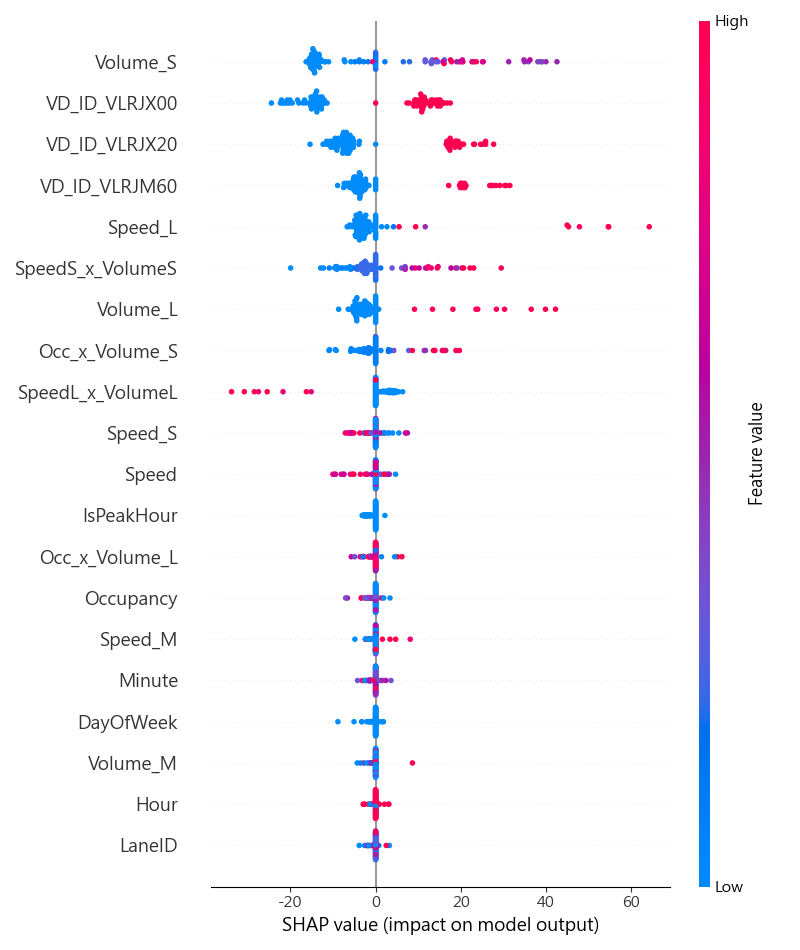 High
Volume_S
VD_ID_VLRJX00
VD_ID_VLRJX20
VD_ID_VLRJM60
Speed_L
SpeedS_x_VolumeS
Volume_L
Occ_x_Volume_S
SpeedL_x_VolumeL
Speed_S
Speed
IsPeakHour
Occ_x_Volume_L
Occupancy
Speed_M
Minute
DayOfWeek
Volume_M
Hour
LaneID
Feature value
Low
-20 0 20 40 60
SHAP value (impact on model output)